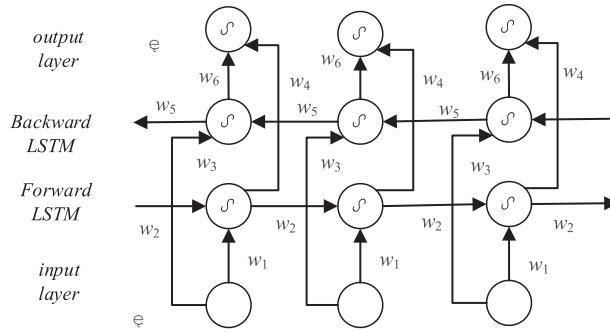 output
layer
w₆ w₄ w₆ w₄ w₆ w₄
w₅ w₅ w₅
Backward
LSTM
w₃ w₃ w₃
Forward
LSTM
w₂ w₂ w₂ w₂
w₁ w₁ w₁
input
layer